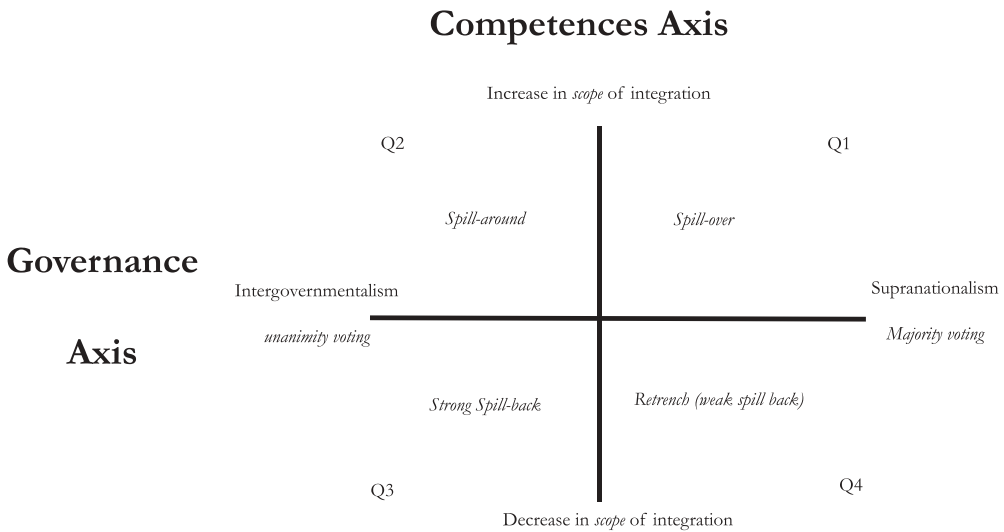 Competences Axis
Increase in scope of integration
Q2
Q1
Spill-around
Spill-over
Governance
Axis
Intergovernmentalism
unanimity voting
Supranationalism
Majority voting
Strong Spill-back
Retrench (weak spill back)
Q3
Q4
Decrease in scope of integration